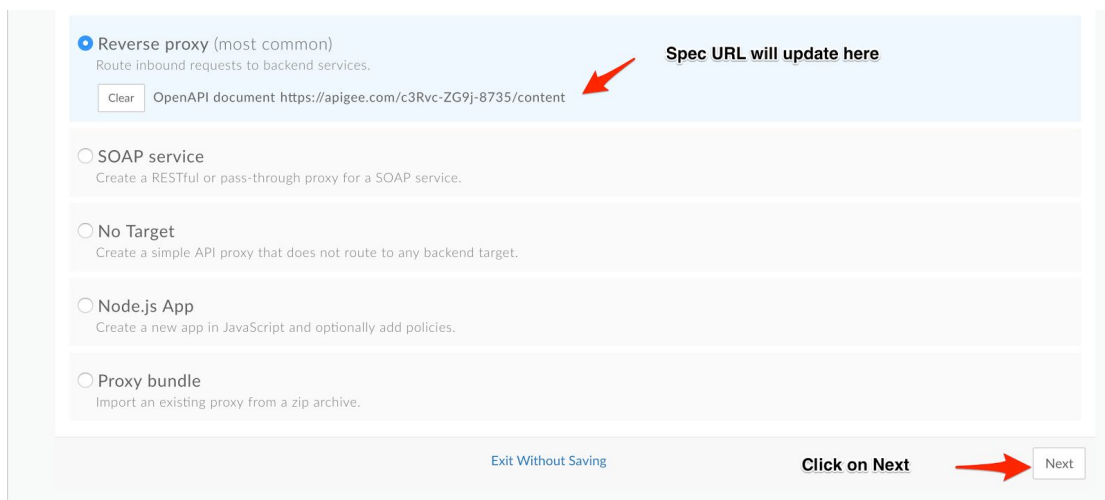 Reverse proxy (most common)
Spec URL will update here
Route inbound requests to backend services.
Clear OpenAPI document https://apigee.com/c3Rvc-ZG9j-8735/content
SOAP service
Create a RESTful or pass-through proxy for a SOAP service.
No Target
Create a simple API proxy that does not route to any backend target.
Node.js App
Create a new app in JavaScript and optionally add policies.
Proxy bundle
Import an existing proxy from a zip archive.
Exit Without Saving
Click on Next
Next